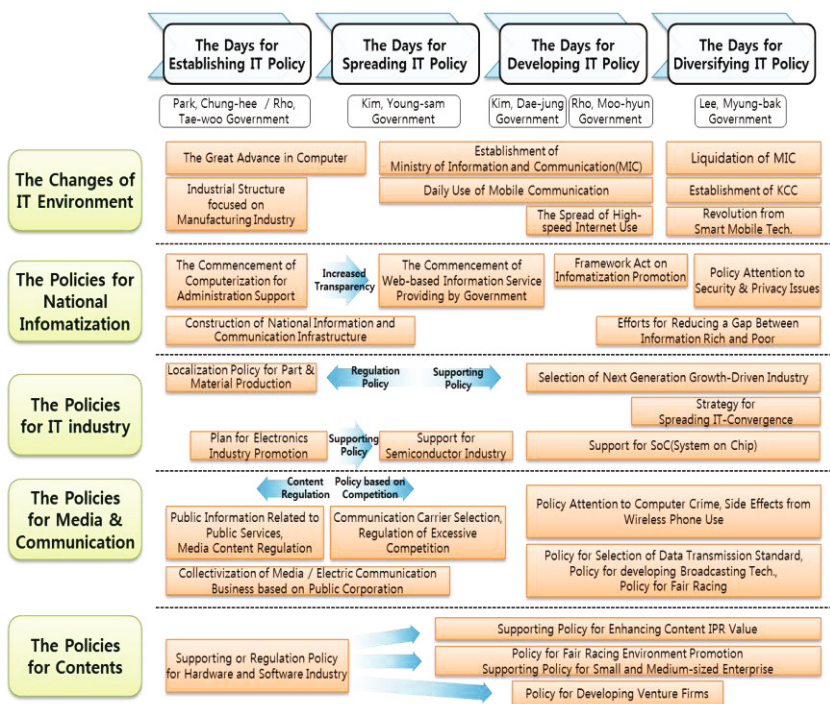 The Days for
Establishing IT Policy
The Days for
Spreading IT Policy
The Days for
Developing IT Policy
The Days for
Diversifying IT Policy
Park, Chung-hee / Rho,
Tae-woo Government
Kim, Young-sam
Government
Kim, Dae-jung
Government
Rho, Moo-hyun
Government
Lee, Myung-bak
Government
The Changes of
IT Environment
The Great Advance in Computer
Establishment of
Ministry of Information and Communication(MIC)
Liquidation of MIC
Industrial Structure
focused on
Manufacturing Industry
Daily Use of Mobile Communication
Establishment of KCC
The Spread of High-
speed Internet Use
Revolution from
Smart Mobile Tech.
The Policies for
National
Infomatization
The Commencement of
Computerization for
Administration Support
Increased
Transparency
The Commencement of
Web-based Information Service
Providing by Government
Framework Act on
Infomatization Promotion
Policy Attention to
Security & Privacy Issues
Construction of National Information and
Communication Infrastructure
Efforts for Reducing a Gap Between
Information Rich and Poor
The Policies
for IT industry
Localization Policy for Part &
Material Production
Regulation
Policy
Supporting
Policy
Selection of Next Generation Growth-Driven Industry
Strategy for
Spreading IT-Convergence
Plan for Electronics
Industry Promotion
Supporting
Policy
Support for
Semiconductor Industry
Support for SoC(System on Chip)
The Policies
for Media &
Communication
Content
Regulation
Policy based on
Competition
Public Information Related to
Public Services,
Media Content Regulation
Communication Carrier Selection,
Regulation of Excessive
Competition
Policy Attention to Computer Crime, Side Effects from
Wireless Phone Use
Collectivization of Media / Electric Communication
Business based on Public Corporation
Policy for Selection of Data Transmission Standard,
Policy for developing Broadcasting Tech.,
Policy for Fair Racing
The Policies
for Contents
Supporting or Regulation Policy
for Hardware and Software Industry
Supporting Policy for Enhancing Content IPR Value
Policy for Fair Racing Environment Promotion
Supporting Policy for Small and Medium-sized Enterprise
Policy for Developing Venture Firms